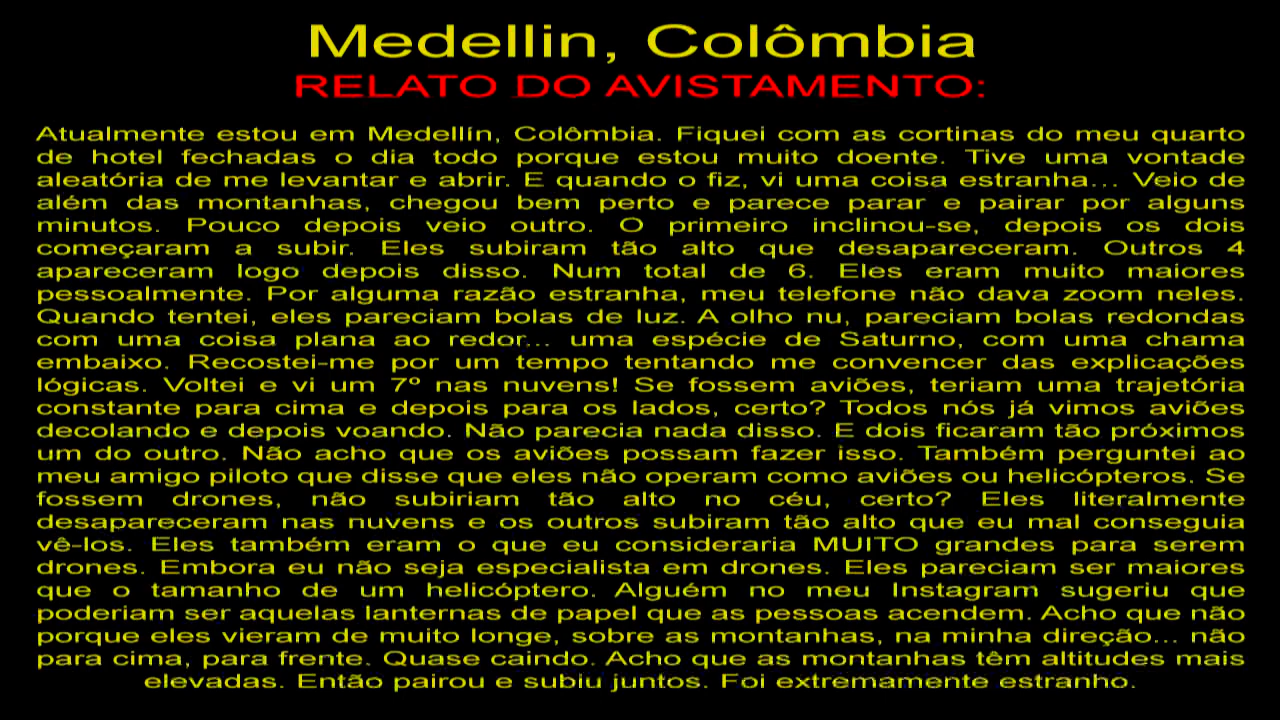 Medellin, Colômbia
RELATO DO AVISTAMENTO:
Atualmente estou em Medellín, Colômbia. Fiquei com as cortinas do meu quarto
de hotel fechadas o dia todo porque estou muito doente. Tive uma vontade
aleatória de me levantar e abrir. E quando o fiz, vi uma coisa estranha... Veio de
além das montanhas, chegou bem perto e parece parar e pairar por alguns
minutos. Pouco depois veio outro. O primeiro inclinou-se, depois os dois
começaram a subir. Eles subiram tão alto que desapareceram. Outros 4
apareceram logo depois disso. Num total de 6. Eles eram muito maiores
pessoalmente. Por alguma razão estranha, meu telefone não dava zoom neles.
Quando tentei, eles pareciam bolas de luz. A olho nu, pareciam bolas redondas
com uma coisa plana ao redor... uma espécie de Saturno, com uma chama
embaixo. Recostei-me por um tempo tentando me convencer das explicações
lógicas. Voltei e vi um 7º nas nuvens! Se fossem aviões, teriam uma trajetória
constante para cima e depois para os lados, certo? Todos nós já vimos aviões
decolando e depois voando. Não parecia nada disso. E dois ficaram tão próximos
um do outro. Não acho que os aviões possam fazer isso. Também perguntei ao
meu amigo piloto que disse que eles não operam como aviões ou helicópteros. Se
fossem drones, não subiriam tão alto no céu, certo? Eles literalmente
desapareceram nas nuvens e os outros subiram tão alto que eu mal conseguia
vê-los. Eles também eram o que eu consideraria MUITO grandes para serem
drones. Embora eu não seja especialista em drones. Eles pareciam ser maiores
que o tamanho de um helicóptero. Alguém no meu Instagram sugeriu que
poderiam ser aquelas lanternas de papel que as pessoas acendem. Acho que não
porque eles vieram de muito longe, sobre as montanhas, na minha direção... não
para cima, para frente. Quase caindo. Acho que as montanhas têm altitudes mais
elevadas. Então pairou e subiu juntos. Foi extremamente estranho.